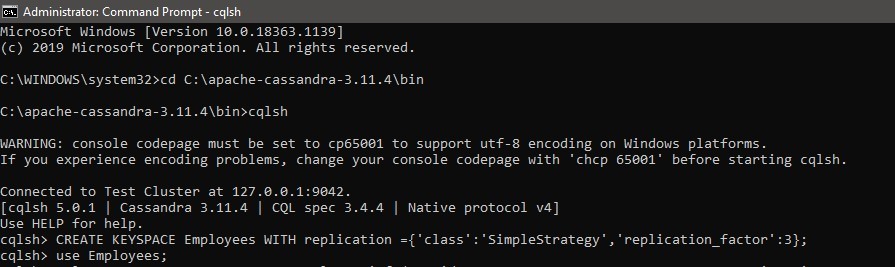 Administrator: Command Prompt - cqlsh
Microsoft Windows [Version 10.0.18363.1139]
(c) 2019 Microsoft Corporation. All rights reserved.
C:\WINDOWS\system32>cd C:\apache-cassandra-3.11.4\bin
C:\apache-cassandra-3.11.4\bin>cqlsh
WARNING: console codepage must be set to cp65001 to support utf-8 encoding on Windows platforms.
If you experience encoding problems, change your console codepage with 'chcp 65001' before starting cqlsh.
Connected to Test Cluster at 127.0.0.1:9042.
[cqlsh 5.0.1 | Cassandra 3.11.4 | CQL spec 3.4.4 | Native protocol v4]
Use HELP for help.
cqlsh> CREATE KEYSPACE Employees WITH replication ={'class':'SimpleStrategy','replication_factor':3};
cqlsh> use Employees;